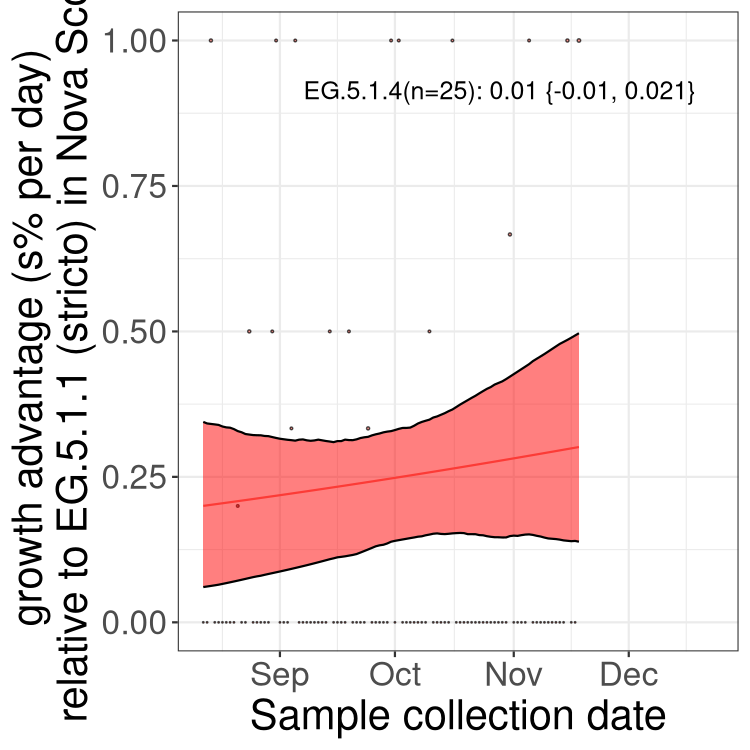 growth advantage (s% per day)
relative to EG.5.1.1 (stricto) in Nova Sco
1.00
0.75
0.50
0.25
0.00
EG.5.1.4(n=25): 0.01 {-0.01, 0.021}
Sep Oct Nov Dec
Sample collection date